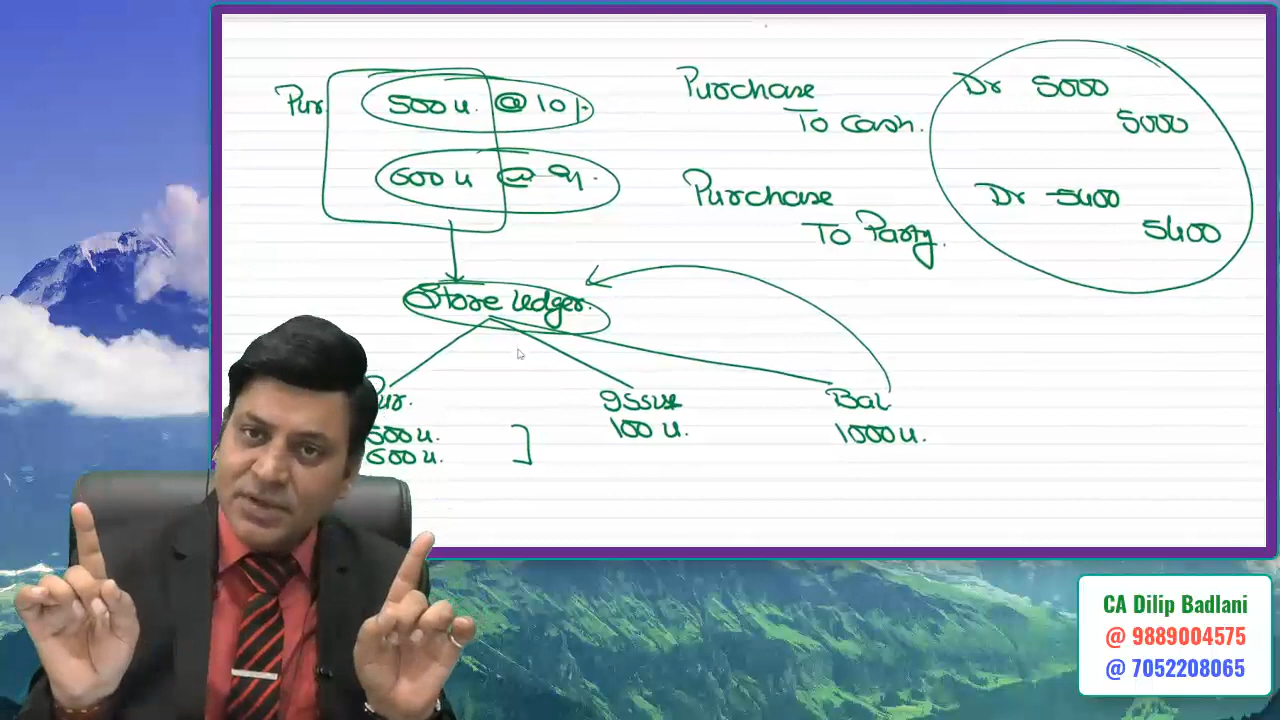 Pur. 500 u. @ 10/-
600 u @ 9/-
Purchase Dr 5000
To Cash. 5000
Purchase Dr 5400
To Party. 5400
Store Ledger.
Pur. Issue Bal
500 u. 100 u. 1000 u.
600 u.
CA Dilip Badlani
@ 9889004575
@ 7052208065